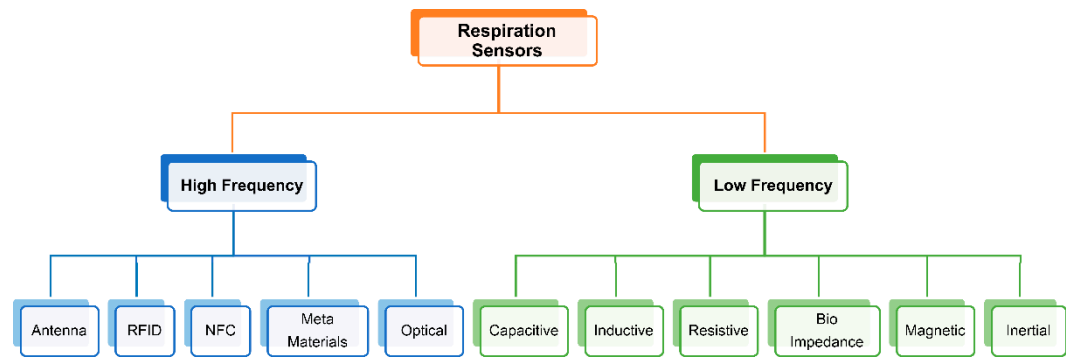 Respiration
Sensors
High Frequency
Low Frequency
Antenna
RFID
NFC
Meta
Materials
Optical
Capacitive
Inductive
Resistive
Bio
Impedance
Magnetic
Inertial